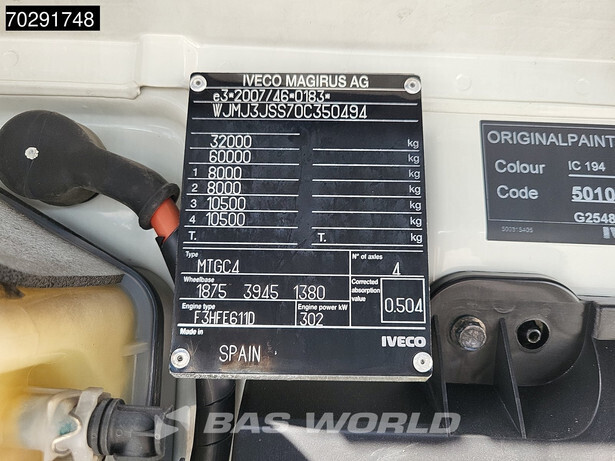 70291748
IVECO MAGIRUS AG
e3*2007/46*0183*
WJMJ3JSS70C350494
32000 kg
60000 kg
1 8000 kg
2 8000 kg
3 10500 kg
4 10500 kg
T. T. kg
Type
MTGC4
N° of axles
4
Wheelbase
1875 3945 1380
Corrected absorption value
0.504
Engine type
F3HFE611D
Engine power kW
302
Made in
SPAIN
IVECO
ORIGINALPAINT
Colour IC 194
Code 5010
G2548
BAS WORLD